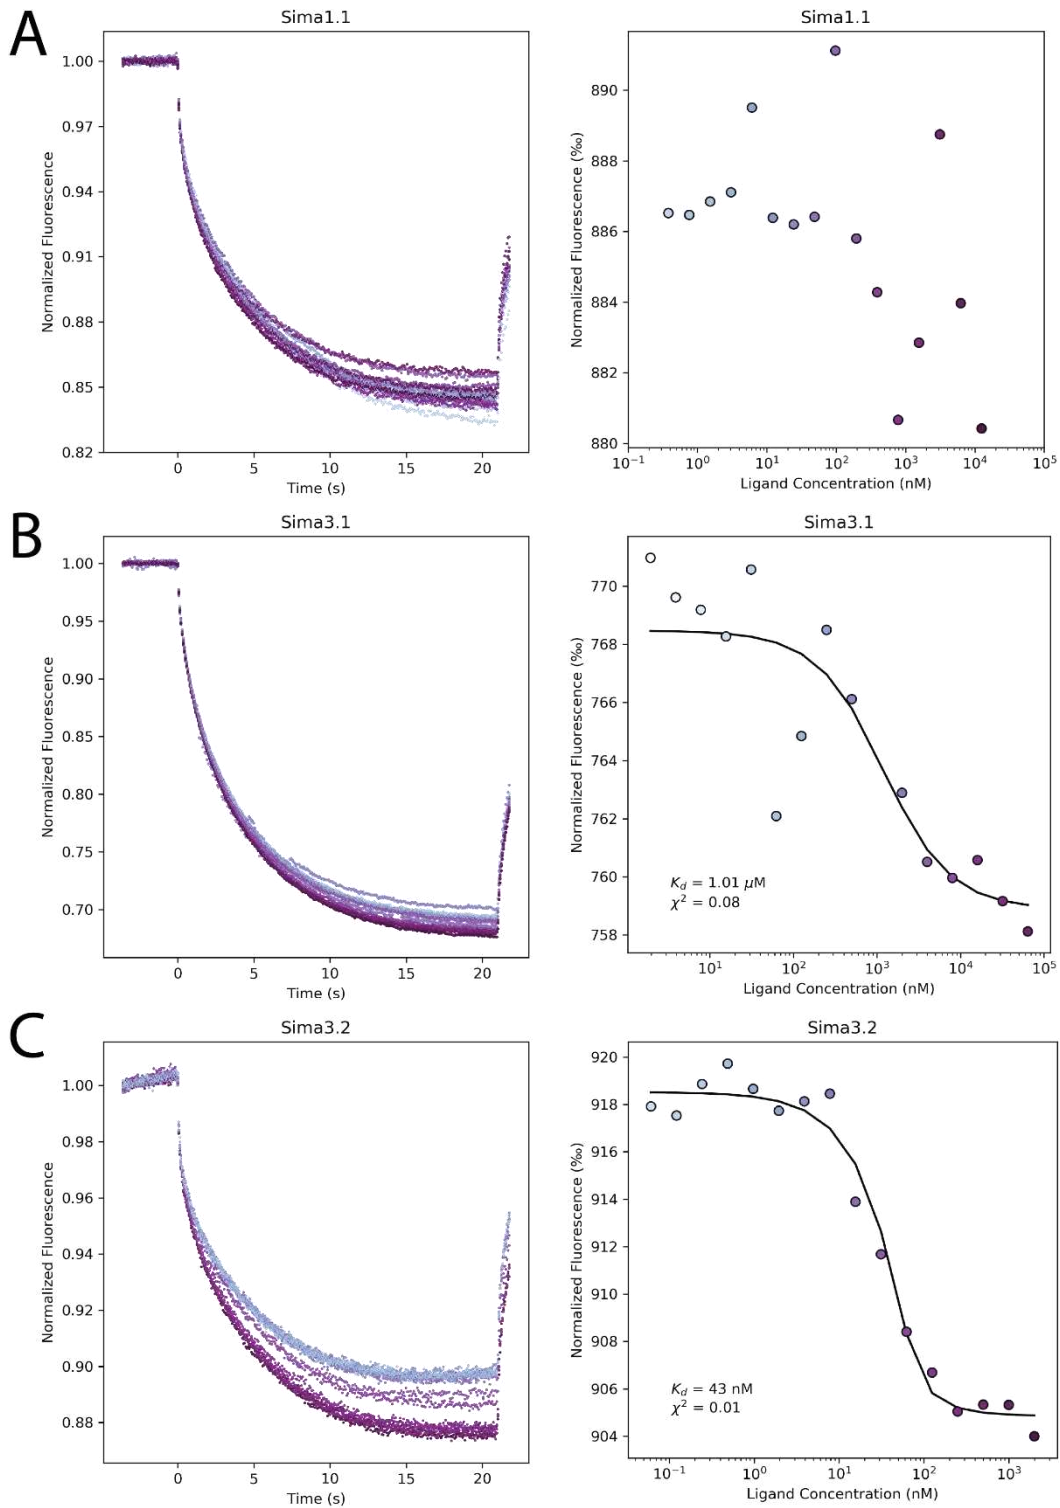 A
Sima1.1
1.00
0.97
0.94
0.91
0.88
0.85
0.82
Normalized Fluorescence
0 5 10 15 20
Time (s)
Sima1.1
890
888
886
884
882
880
Normalized Fluorescence (‰)
10⁻¹ 10⁰ 10¹ 10² 10³ 10⁴ 10⁵
Ligand Concentration (nM)
B
Sima3.1
1.00
0.95
0.90
0.85
0.80
0.75
0.70
Normalized Fluorescence
0 5 10 15 20
Time (s)
Sima3.1
770
768
766
764
762
760
758
Normalized Fluorescence (‰)
K_d = 1.01 μM
χ² = 0.08
10¹ 10² 10³ 10⁴ 10⁵
Ligand Concentration (nM)
C
Sima3.2
1.00
0.98
0.96
0.94
0.92
0.90
0.88
Normalized Fluorescence
0 5 10 15 20
Time (s)
Sima3.2
920
918
916
914
912
910
908
906
904
Normalized Fluorescence (‰)
K_d = 43 nM
χ² = 0.01
10⁻¹ 10⁰ 10¹ 10² 10³
Ligand Concentration (nM)